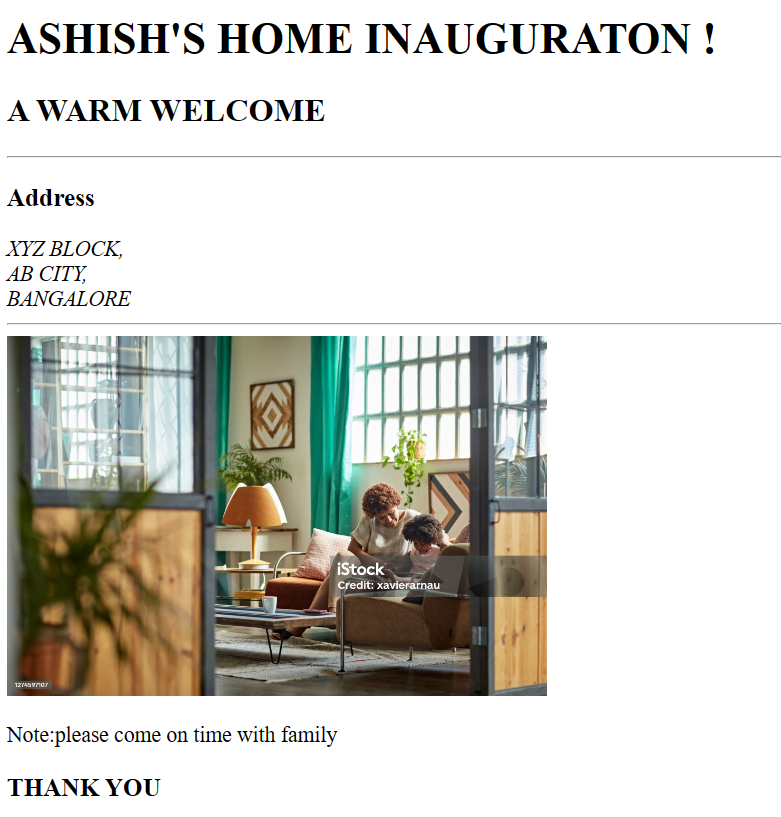 ASHISH'S HOME INAUGURATON !
A WARM WELCOME
Address
XYZ BLOCK,
AB CITY,
BANGALORE
iStock
Credit: xavierarnau
1274597107
Note:please come on time with family
THANK YOU